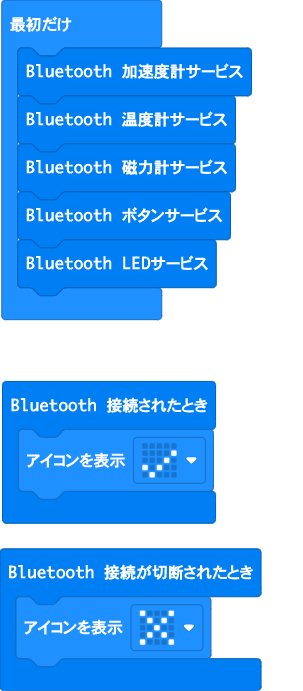 最初だけ
Bluetooth 加速度計サービス
Bluetooth 温度計サービス
Bluetooth 磁力計サービス
Bluetooth ボタンサービス
Bluetooth LEDサービス
Bluetooth 接続されたとき
アイコンを表示
Bluetooth 接続が切断されたとき
アイコンを表示